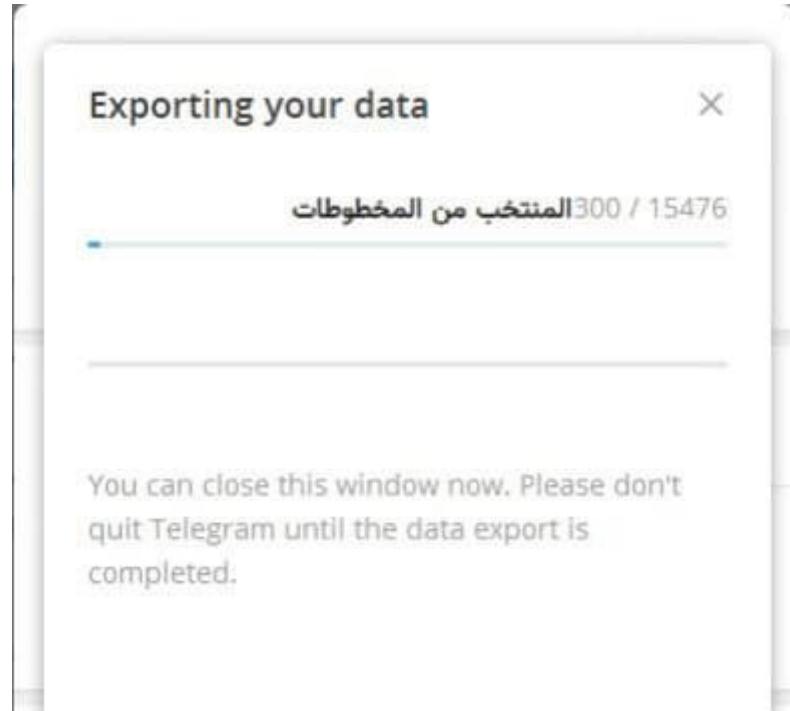 Exporting your data
المنتخب من المخطوطات 300 / 15476
You can close this window now. Please don't
quit Telegram until the data export is
completed.